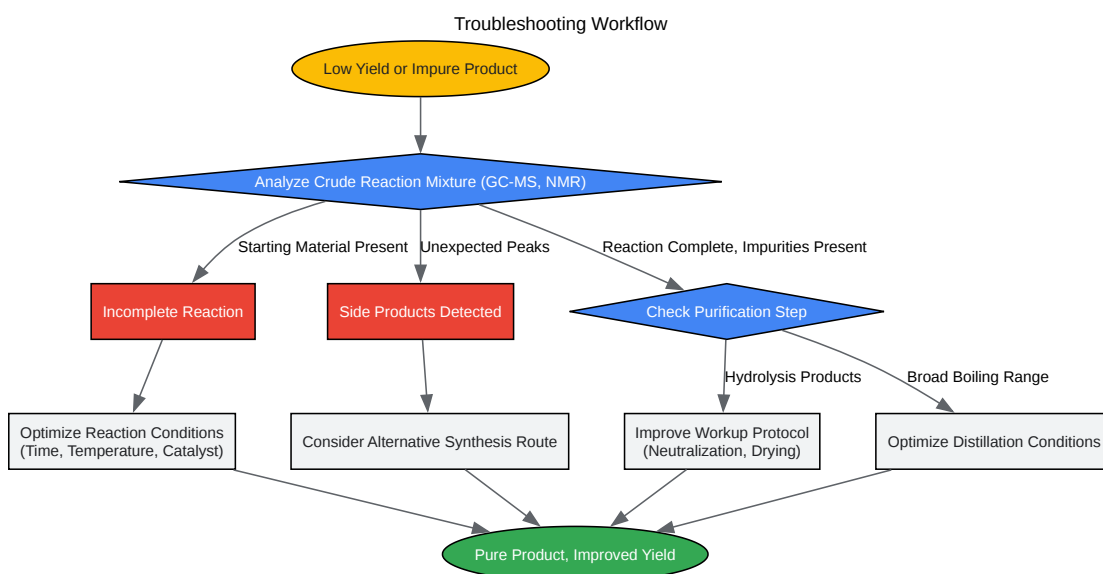 Troubleshooting Workflow
Low Yield or Impure Product
Analyze Crude Reaction Mixture (GC-MS, NMR)
Starting Material Present
Unexpected Peaks
Reaction Complete, Impurities Present
Incomplete Reaction
Side Products Detected
Check Purification Step
Hydrolysis Products
Broad Boiling Range
Optimize Reaction Conditions
(Time, Temperature, Catalyst)
Consider Alternative Synthesis Route
Improve Workup Protocol
(Neutralization, Drying)
Optimize Distillation Conditions
Pure Product, Improved Yield